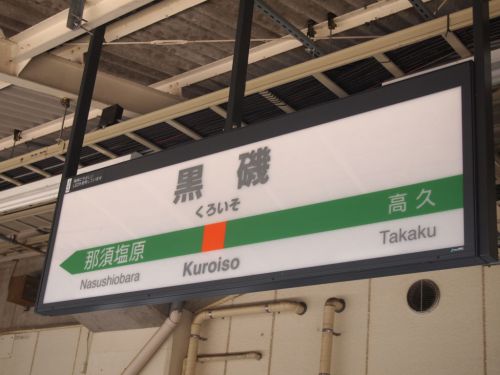 黒磯
くろいそ
那須塩原
高久
Nasushiobara
Kuroiso
Takaku